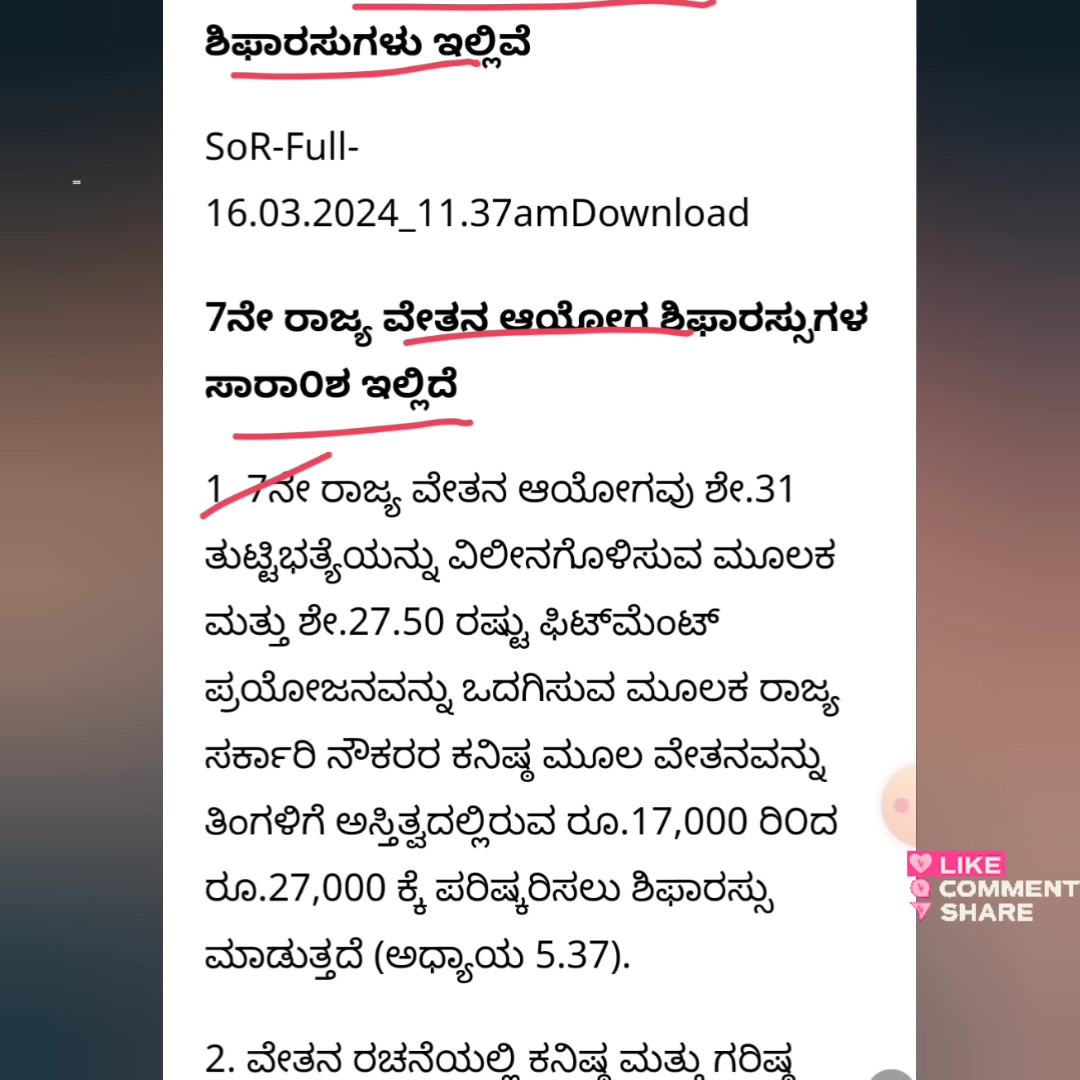 ಶಿಫಾರಸುಗಳು ಇಲ್ಲಿವೆ
SoR-Full-
16.03.2024_11.37amDownload
7ನೇ ರಾಜ್ಯ ವೇತನ ಆಯೋಗ ಶಿಫಾರಸ್ಸುಗಳ
ಸಾರಾ0ಶ ಇಲ್ಲಿದೆ
1. 7ನೇ ರಾಜ್ಯ ವೇತನ ಆಯೋಗವು ಶೇ.31
ತುಟ್ಟಿಭತ್ಯೆಯನ್ನು ವಿಲೀನಗೊಳಿಸುವ ಮೂಲಕ
ಮತ್ತು ಶೇ.27.50 ರಷ್ಟು ಫಿಟ್‌ಮೆಂಟ್
ಪ್ರಯೋಜನವನ್ನು ಒದಗಿಸುವ ಮೂಲಕ ರಾಜ್ಯ
ಸರ್ಕಾರಿ ನೌಕರರ ಕನಿಷ್ಠ ಮೂಲ ವೇತನವನ್ನು
ತಿಂಗಳಿಗೆ ಅಸ್ತಿತ್ವದಲ್ಲಿರುವ ರೂ.17,000 ರಿ0ದ
ರೂ.27,000 ಕ್ಕೆ ಪರಿಷ್ಕರಿಸಲು ಶಿಫಾರಸ್ಸು
ಮಾಡುತ್ತದೆ (ಅಧ್ಯಾಯ 5.37).
LIKE
COMMENT
SHARE
2. ವೇತನ ರಚನೆಯಲ್ಲಿ ಕನಿಷ್ಠ ಮತ್ತು ಗರಿಷ್ಠ